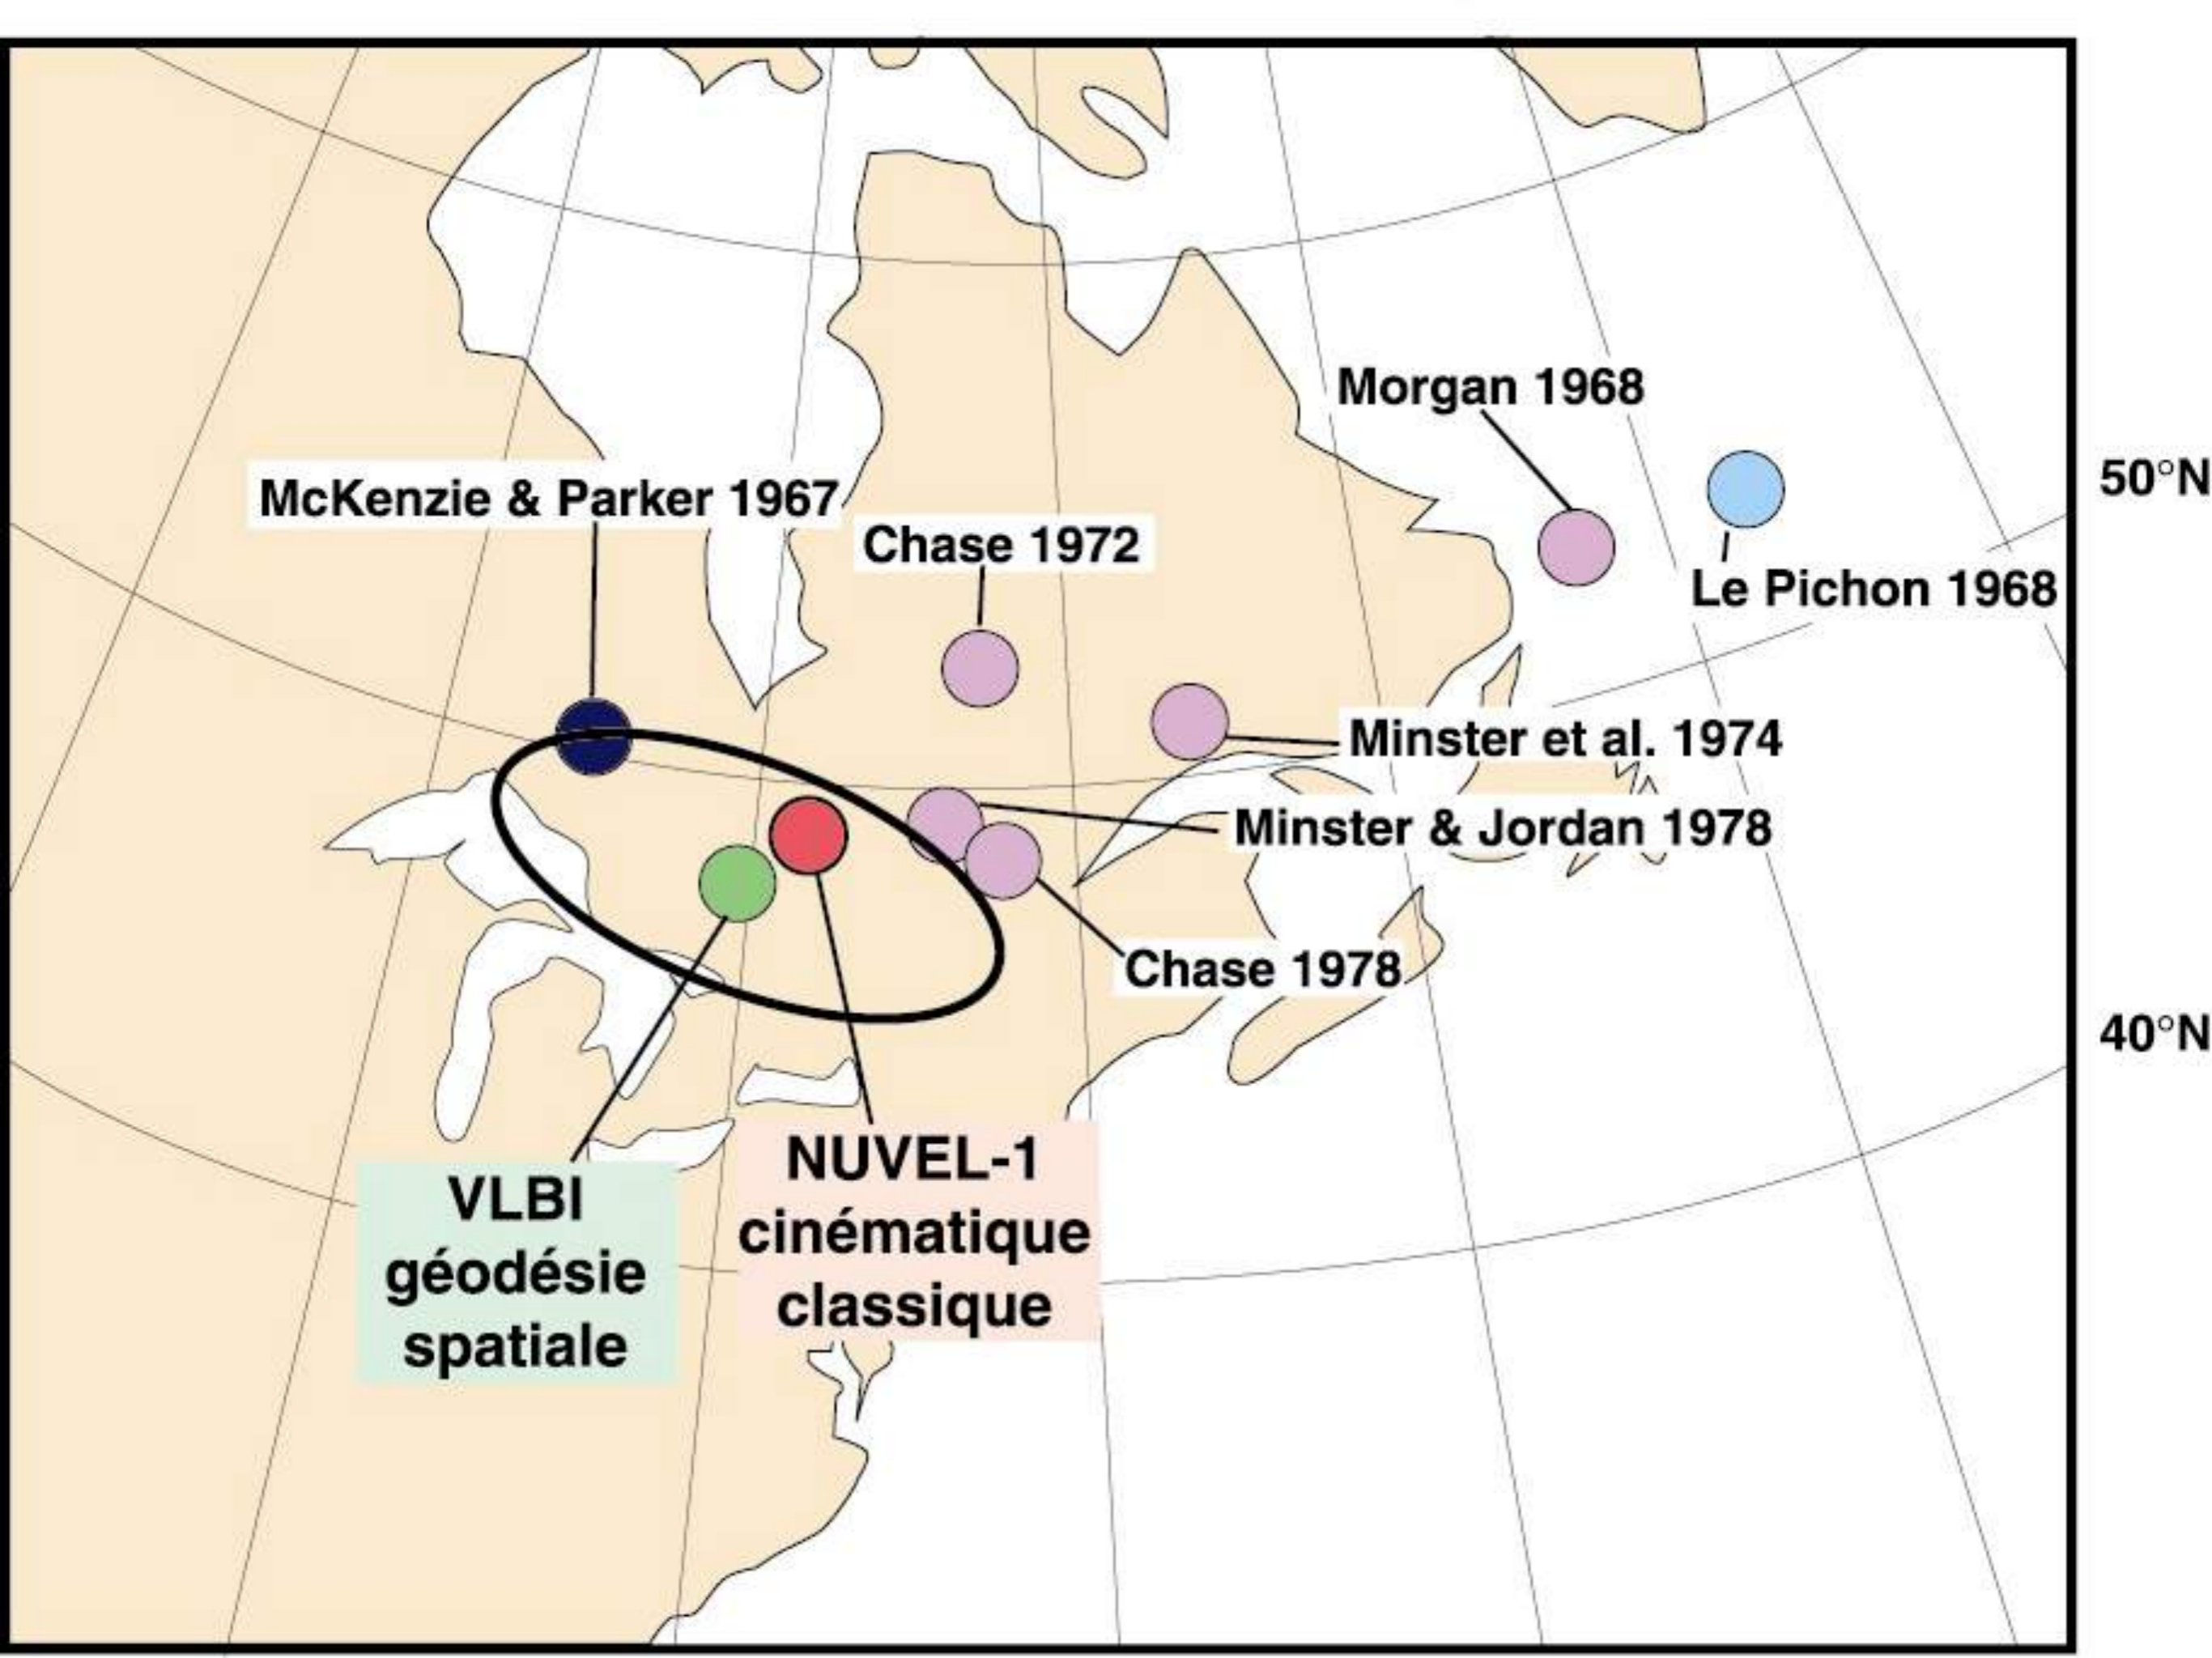 Morgan 1968
50°N
McKenzie & Parker 1967
Chase 1972
Le Pichon 1968
Minster et al. 1974
Minster & Jordan 1978
Chase 1978
40°N
VLBI
géodésie
spatiale
NUVEL-1
cinématique
classique